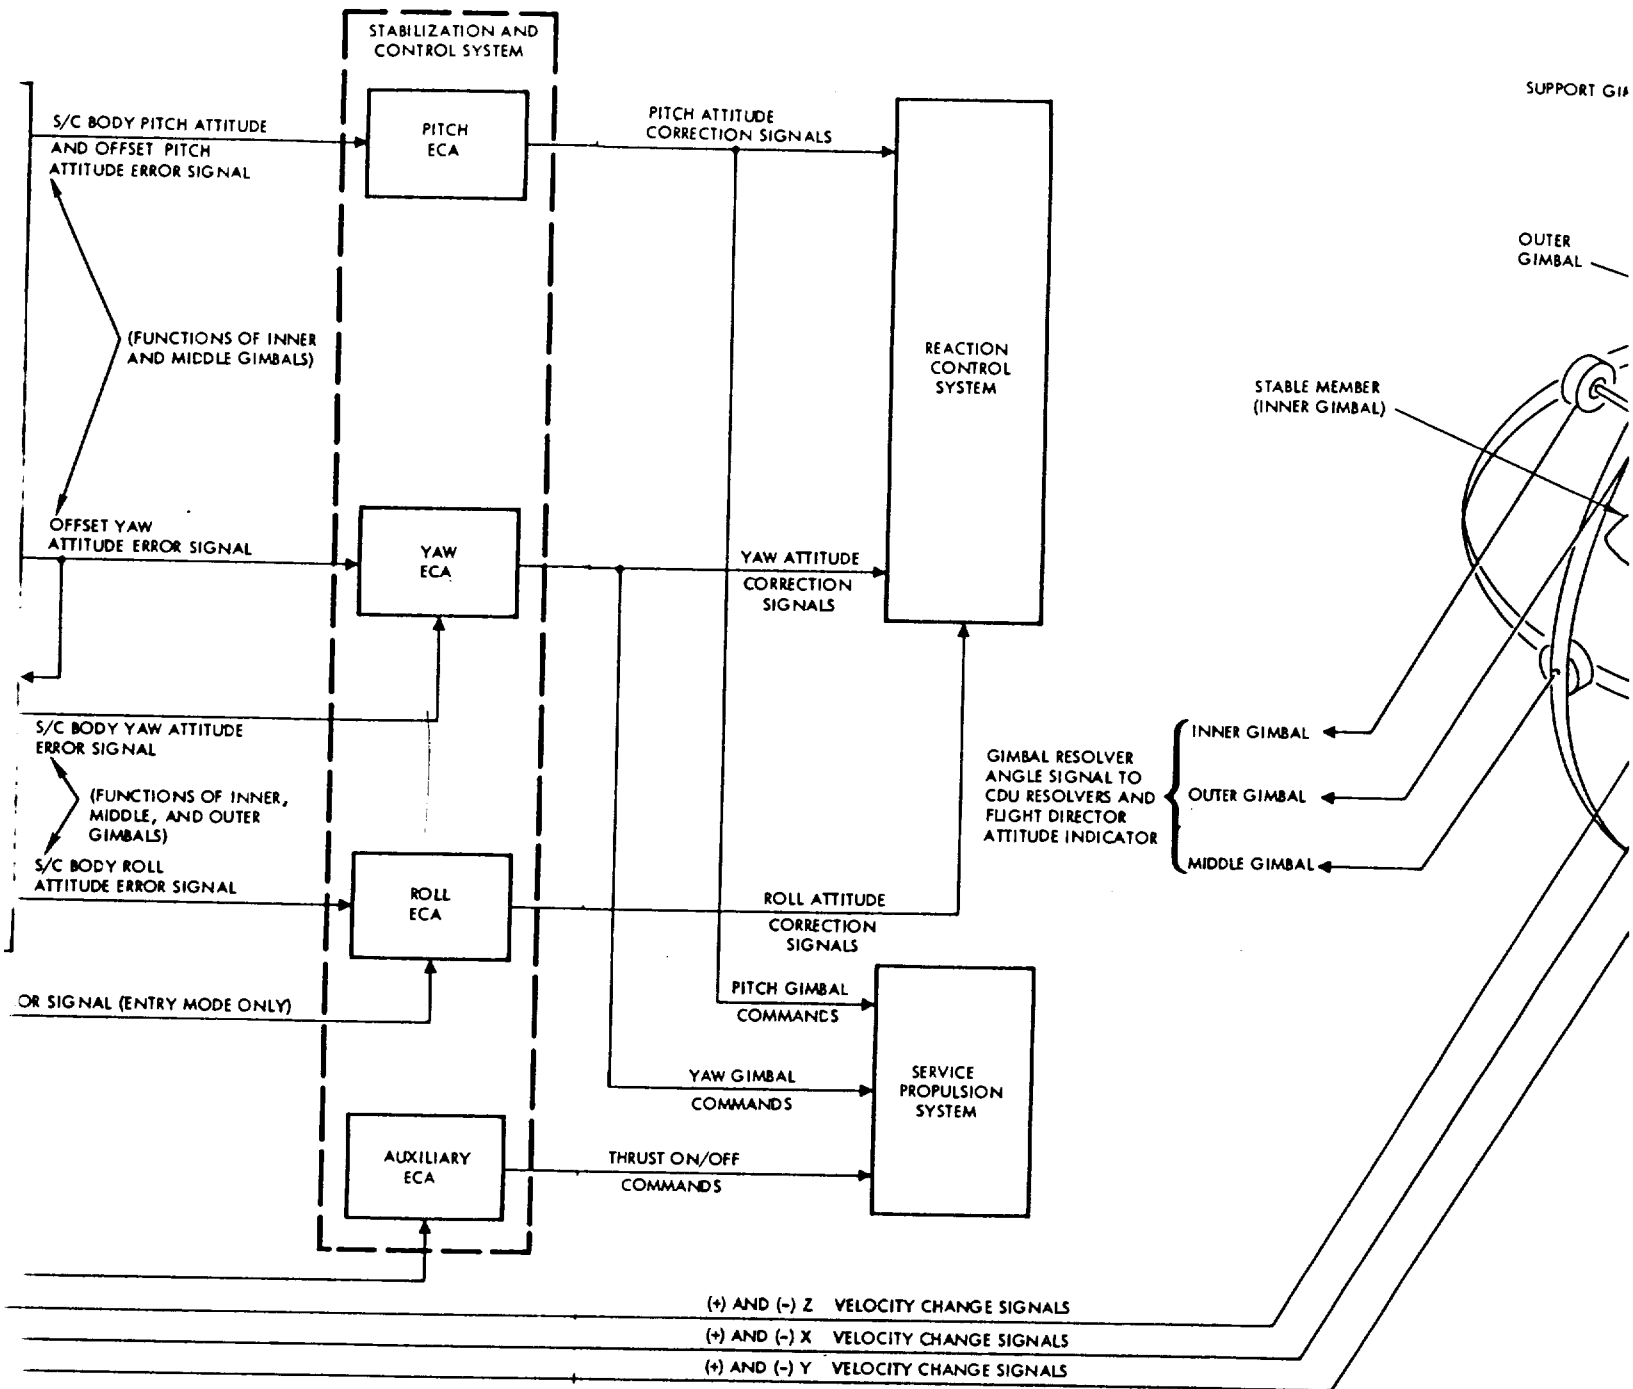 STABILIZATION AND
CONTROL SYSTEM
SUPPORT
S/C BODY PITCH ATTITUDE
AND OFFSET PITCH
ATTITUDE ERROR SIGNAL
PITCH
ECA
PITCH ATTITUDE
CORRECTION SIGNALS
OUTER
GIMBAL
(FUNCTIONS OF INNER
AND MIDDLE GIMBALS)
REACTION
CONTROL
SYSTEM
STABLE MEMBER
(INNER GIMBAL)
OFFSET YAW
ATTITUDE ERROR SIGNAL
YAW
ECA
YAW ATTITUDE
CORRECTION
SIGNALS
S/C BODY YAW ATTITUDE
ERROR SIGNAL
(FUNCTIONS OF INNER,
MIDDLE, AND OUTER
GIMBALS)
S/C BODY ROLL
ATTITUDE ERROR SIGNAL
GIMBAL RESOLVER
ANGLE SIGNAL TO
CDU RESOLVERS AND
FLIGHT DIRECTOR
ATTITUDE INDICATOR
INNER GIMBAL
OUTER GIMBAL
MIDDLE GIMBAL
ROLL
ECA
ROLL ATTITUDE
CORRECTION
SIGNALS
OR SIGNAL (ENTRY MODE ONLY)
PITCH GIMBAL
COMMANDS
YAW GIMBAL
COMMANDS
SERVICE
PROPULSION
SYSTEM
AUXILIARY
ECA
THRUST ON/OFF
COMMANDS
(+) AND (-) Z VELOCITY CHANGE SIGNALS
(+) AND (-) X VELOCITY CHANGE SIGNALS
(+) AND (-) Y VELOCITY CHANGE SIGNALS